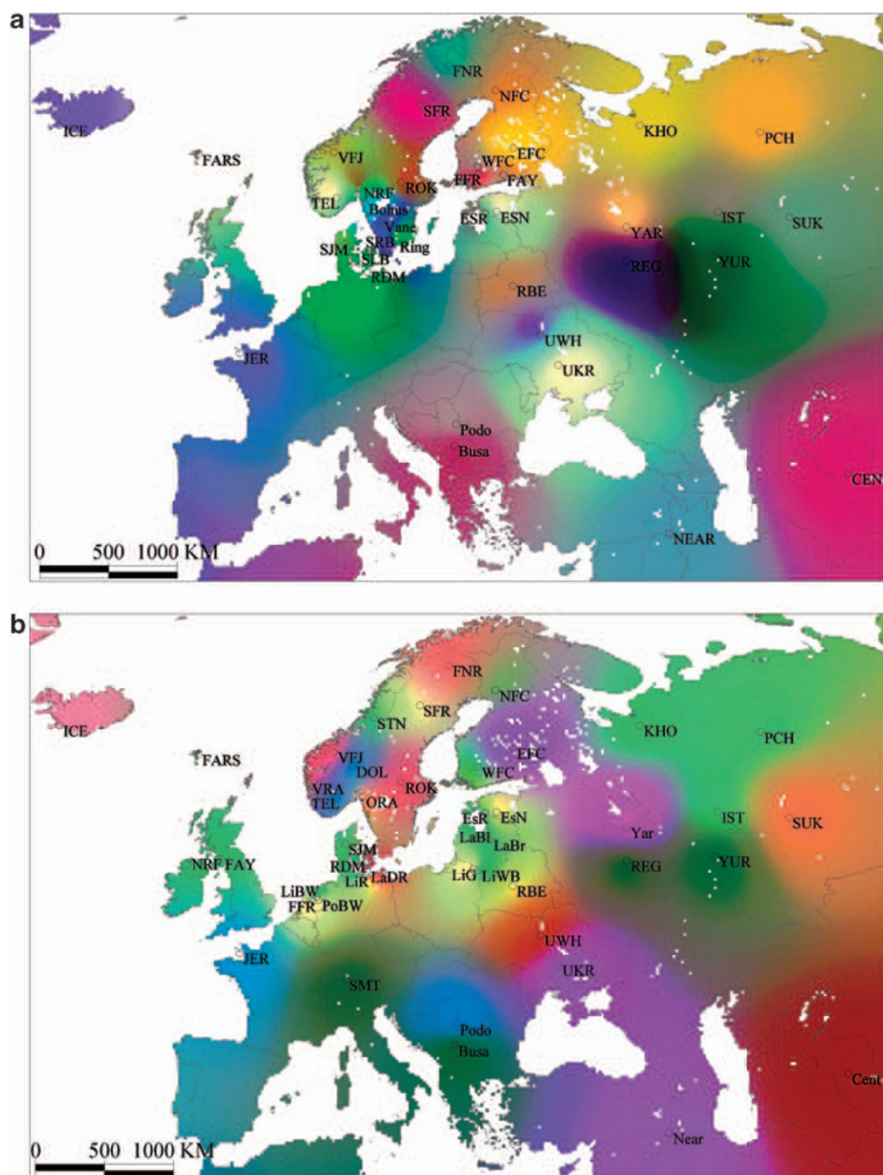 a
FNR
NFC
ICE
SFR
KHO
PCH
FARS
VFJ
EFC
WFC
FFR
FAY
NRF
ROK
TEL
Bohus
ESR
ESN
IST
SUK
Vane
SJM
SRB
Ring
YAR
YUR
SLB
REG
RDM
RBE
UWH
JER
UKR
Podo
Busa
CEN
NEAR
0 500 1000 KM
b
FNR
NFC
SFR
ICE
STN
KHO
PCH
VFJ
EFC
FARS
DOL
WFC
VRA
ROK
TEL
ORA
EsR
EsN
IST
SUK
LaBl
Yar
SJM
LaBr
NRF FAY
RDM
REG
YUR
LiR
LaDR
LiG
LiWB
LiBW
RBE
FFR
PoBW
UWH
JER
UKR
SMT
Podo
Busa
Cent
Near
0 500 1000 KM